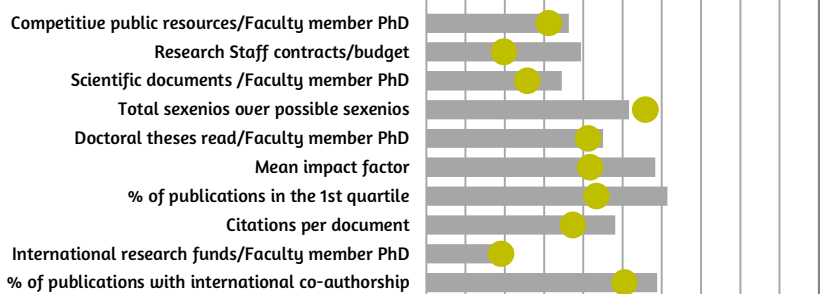 Competitive public resources/Faculty member PhD
Research Staff contracts/budget
Scientific documents /Faculty member PhD
Total sexenios over possible sexenios
Doctoral theses read/Faculty member PhD
Mean impact factor
% of publications in the 1st quartile
Citations per document
International research funds/Faculty member PhD
% of publications with international co-authorship